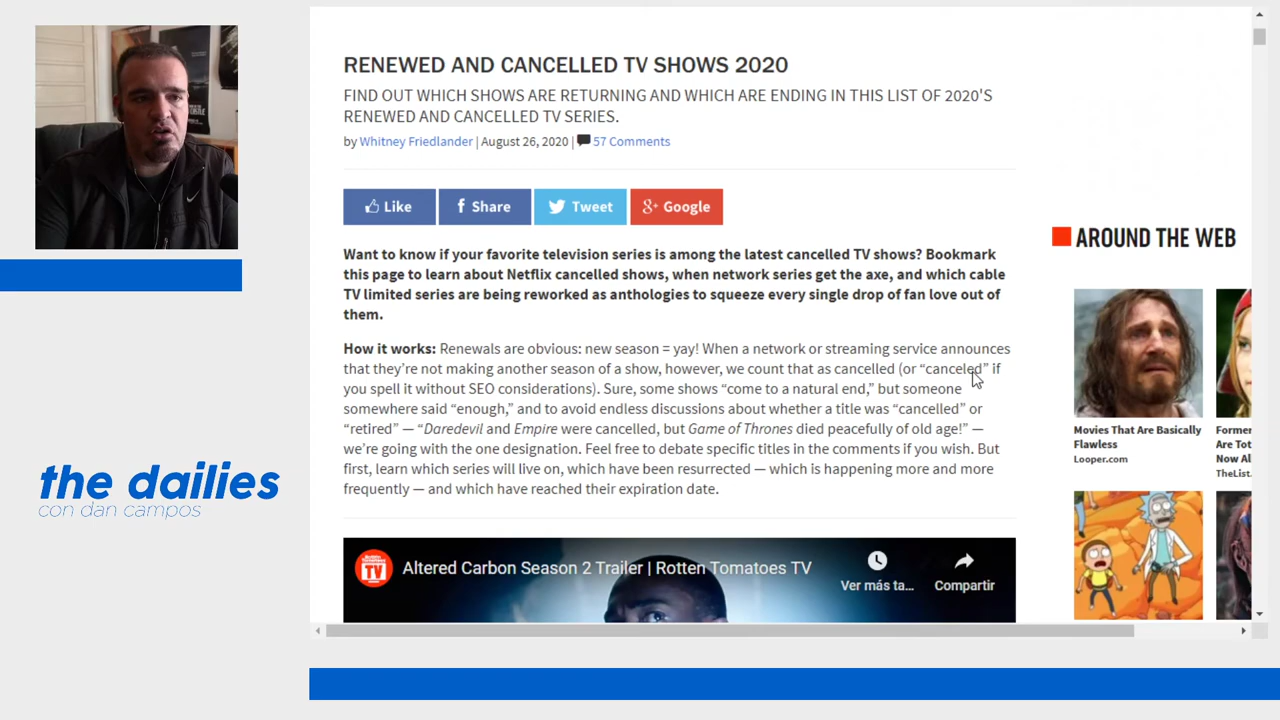 RENEWED AND CANCELLED TV SHOWS 2020
FIND OUT WHICH SHOWS ARE RETURNING AND WHICH ARE ENDING IN THIS LIST OF 2020'S
RENEWED AND CANCELLED TV SERIES.
by Whitney Friedlander | August 26, 2020 | 57 Comments
Like
Share
Tweet
Google
Want to know if your favorite television series is among the latest cancelled TV shows? Bookmark
this page to learn about Netflix cancelled shows, when network series get the axe, and which cable
TV limited series are being reworked as anthologies to squeeze every single drop of fan love out of
them.
How it works: Renewals are obvious: new season = yay! When a network or streaming service announces
that they're not making another season of a show, however, we count that as cancelled (or “canceled” if
you spell it without SEO considerations). Sure, some shows “come to a natural end,” but someone
somewhere said “enough,” and to avoid endless discussions about whether a title was “cancelled” or
“retired” — “Daredevil and Empire were cancelled, but Game of Thrones died peacefully of old age!” —
we're going with the one designation. Feel free to debate specific titles in the comments if you wish. But
first, learn which series will live on, which have been resurrected — which is happening more and more
frequently — and which have reached their expiration date.
TV
Altered Carbon Season 2 Trailer | Rotten Tomatoes TV
Ver más ta...
Compartir
AROUND THE WEB
Movies That Are Basically
Flawless
Looper.com
Former
Are Tot
Now Al
TheList.
the dailies
con dan campos